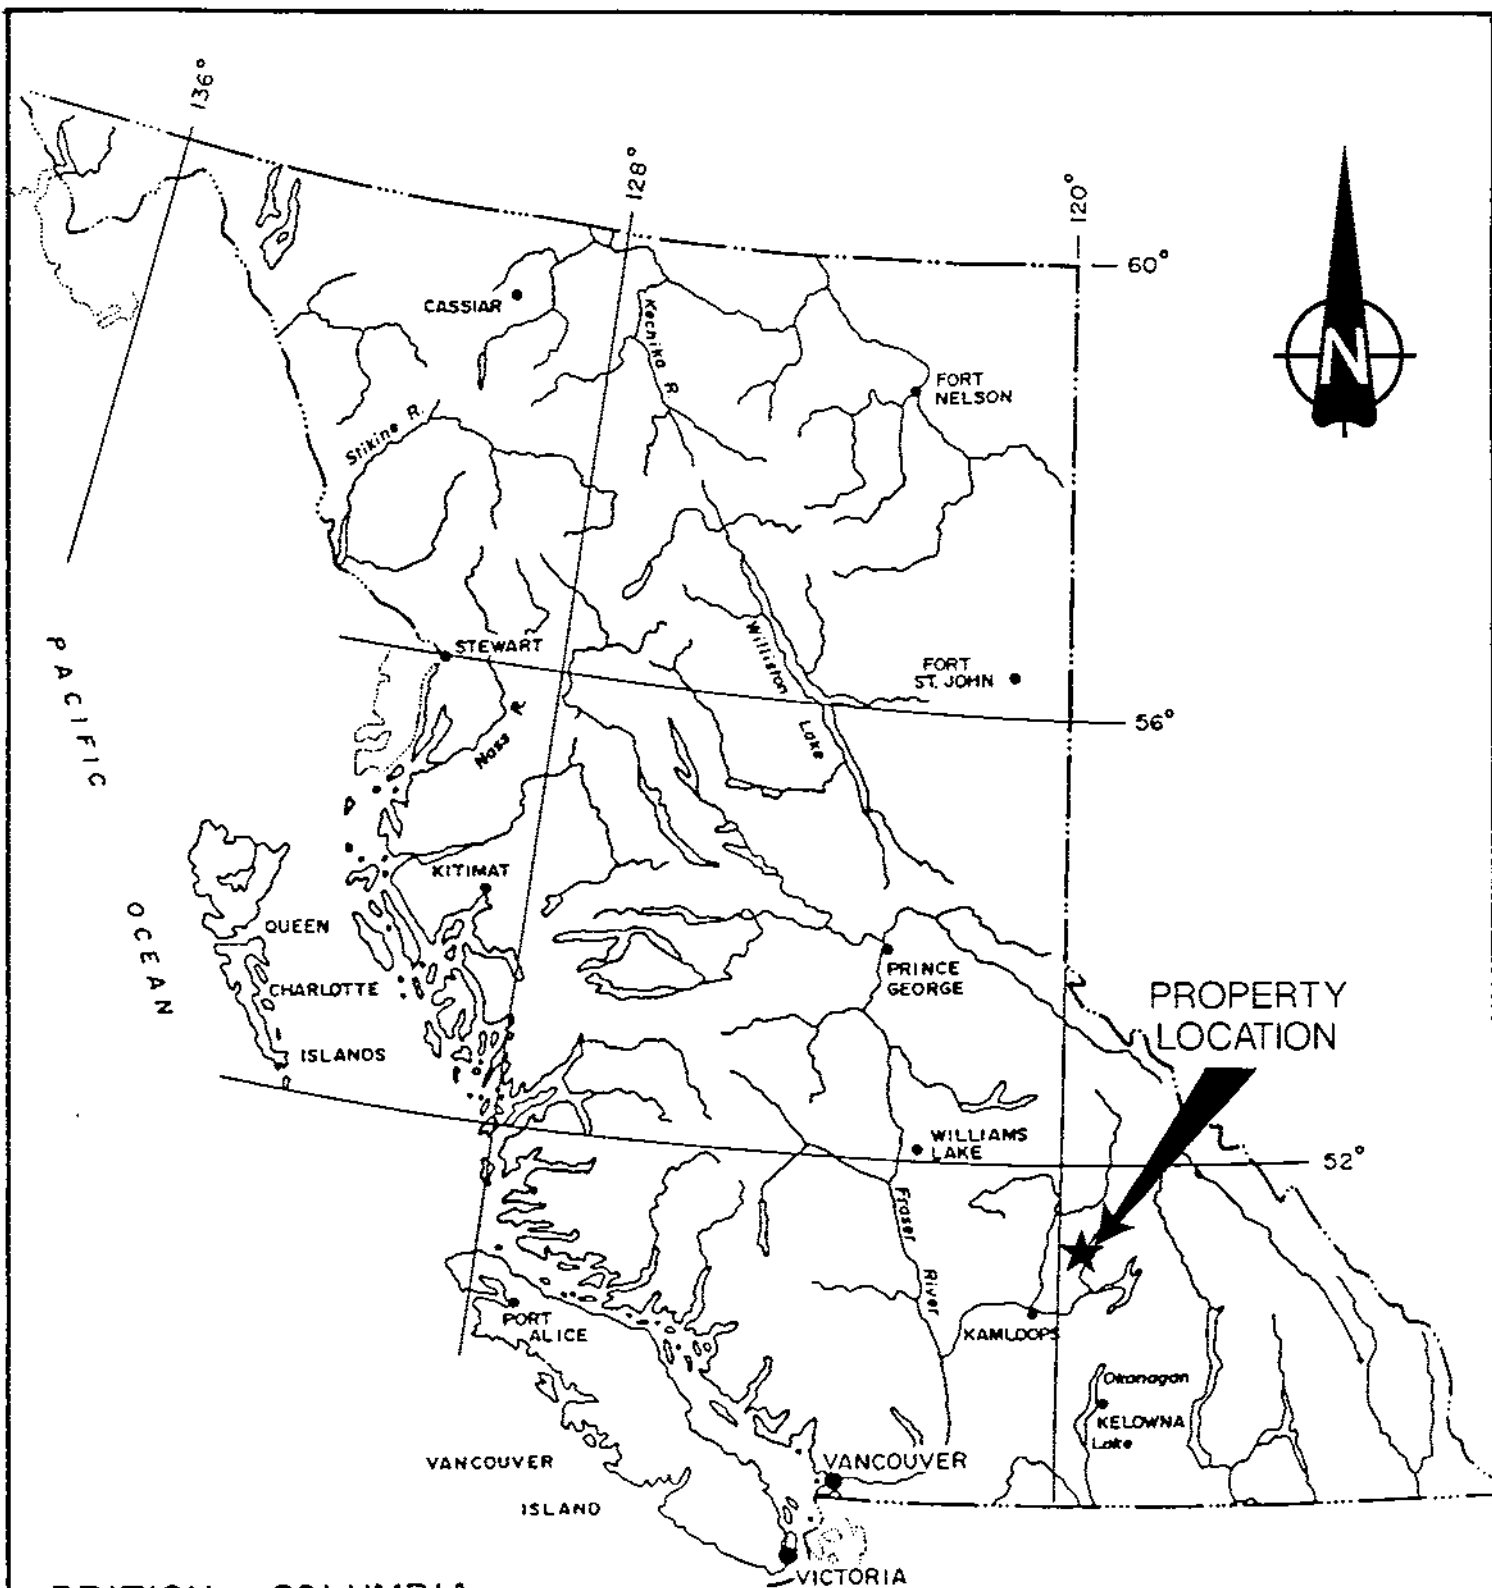 136°
128°
120°
60°
CASSIAR
Kechika R.
N
FORT
NELSON
Stikine R.
PACIFIC
OCEAN
STEWART
Williston
Lake
FORT
ST. JOHN
56°
Nass R.
KITIMAT
QUEEN
CHARLOTTE
ISLANDS
PRINCE
GEORGE
PROPERTY
LOCATION
WILLIAMS
LAKE
52°
Fraser
River
PORT
ALICE
KAMLOOPS
Okanagan
KELOWNA
Lake
VANCOUVER
ISLAND
VANCOUVER
VICTORIA
BRITISH COLUMBIA